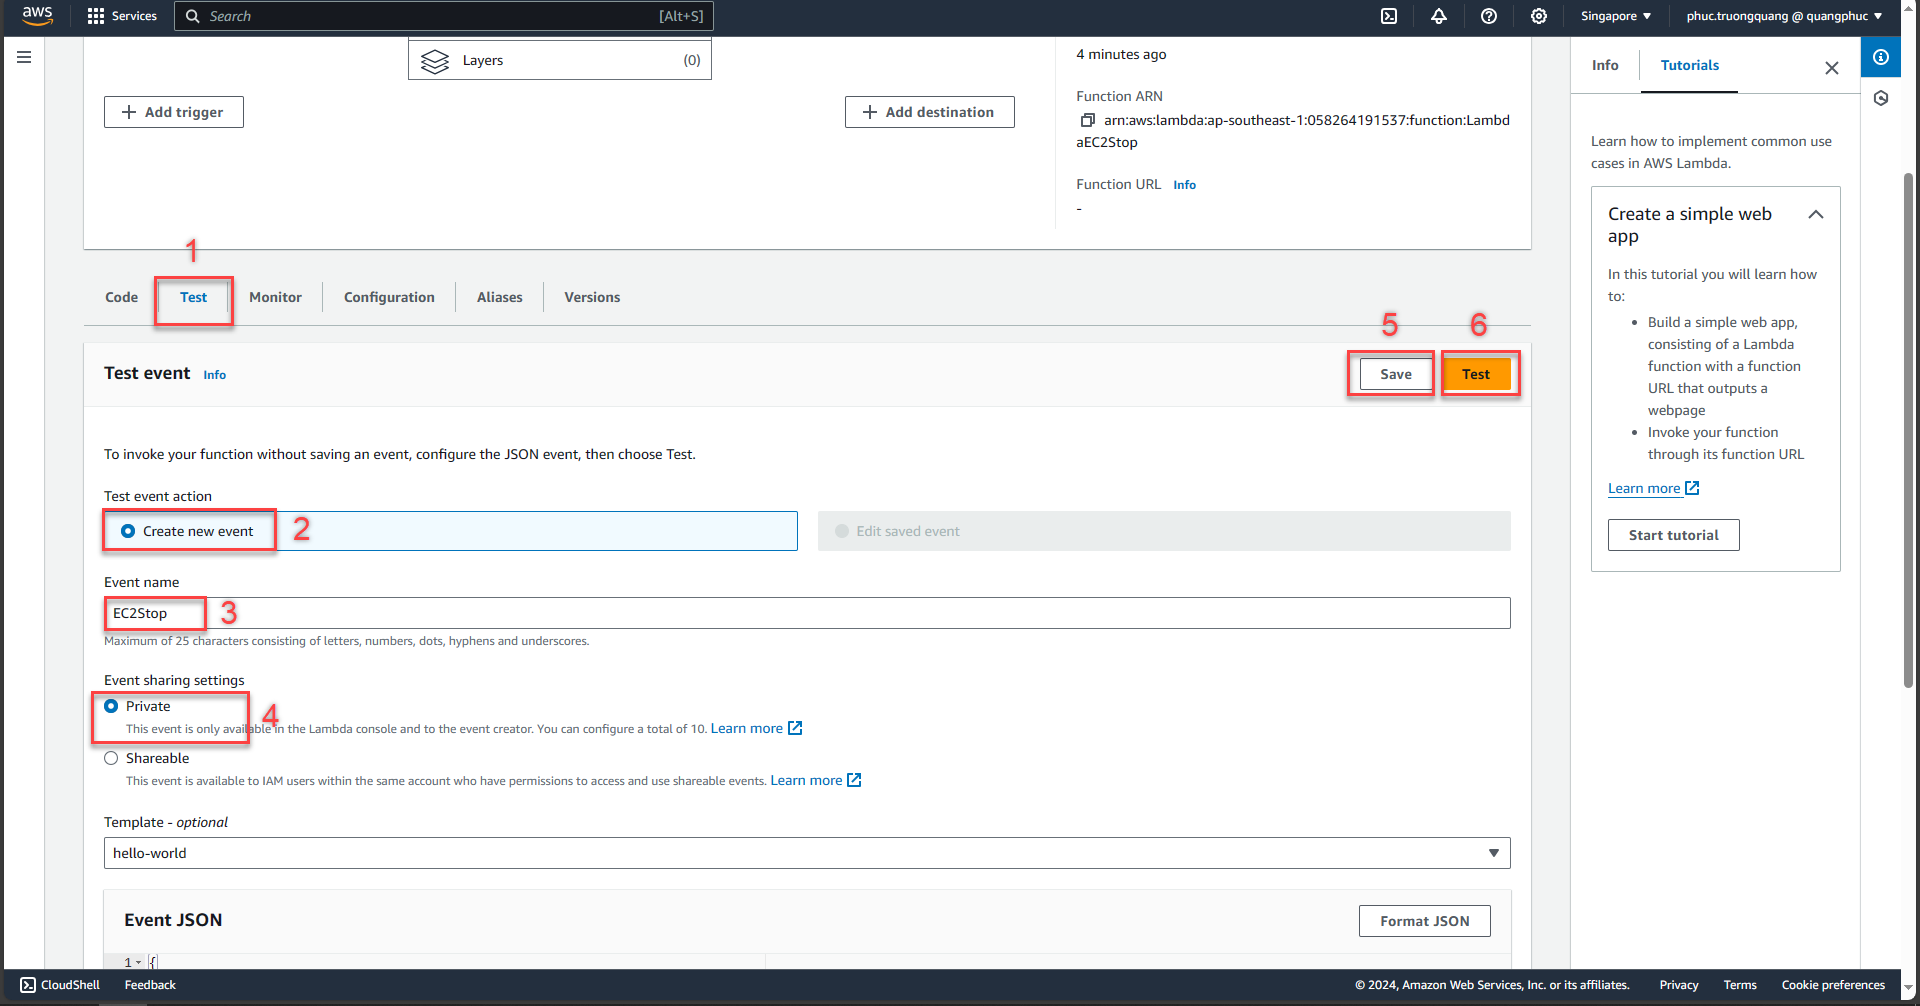 aws
Services
Search
[Alt+S]
Singapore
phuc.truongquang @ quangphuc
Layers
(0)
Add trigger
Add destination
4 minutes ago
Function ARN
arn:aws:lambda:ap-southeast-1:058264191537:function:Lambd
aEC2Stop
Function URL Info
-
1
Code
Test
Monitor
Configuration
Aliases
Versions
Test event Info
5
6
Save
Test
To invoke your function without saving an event, configure the JSON event, then choose Test.
Test event action
Create new event
2
Edit saved event
Event name
EC2Stop
3
Maximum of 25 characters consisting of letters, numbers, dots, hyphens and underscores.
Event sharing settings
Private
4
This event is only available in the Lambda console and to the event creator. You can configure a total of 10. Learn more
Shareable
This event is available to IAM users within the same account who have permissions to access and use shareable events. Learn more
Template - optional
hello-world
Event JSON
Format JSON
1
{
Info
Tutorials
Learn how to implement common use
cases in AWS Lambda.
Create a simple web
app
In this tutorial you will learn how
to:
• Build a simple web app,
consisting of a Lambda
function with a function
URL that outputs a
webpage
• Invoke your function
through its function URL
Learn more
Start tutorial
CloudShell
Feedback
© 2024, Amazon Web Services, Inc. or its affiliates.
Privacy
Terms
Cookie preferences